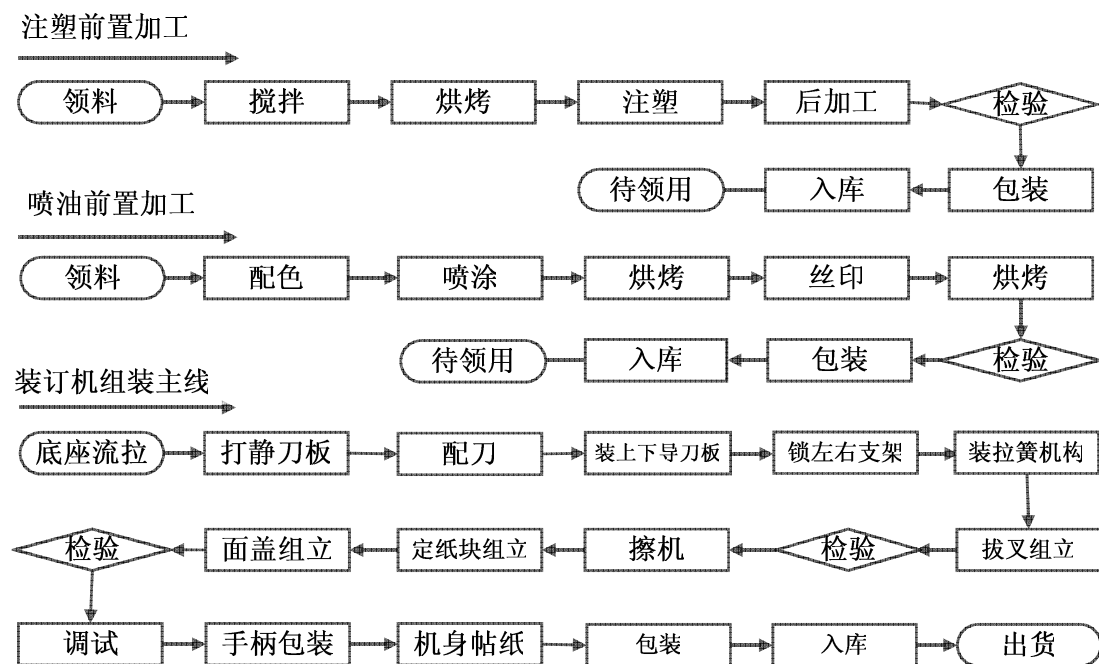 注塑前置加工
领料 搅拌 烘烤 注塑 后加工 检验
待领用 入库 包装
喷油前置加工
领料 配色 喷涂 烘烤 丝印 烘烤
待领用 入库 包装 检验
装订机组装主线
底座流拉 打静刀板 配刀 装上下导刀板 锁左右支架 装拉簧机构
检验 面盖组立 定纸块组立 擦机 检验 拔叉组立
调试 手柄包装 机身帖纸 包装 入库 出货